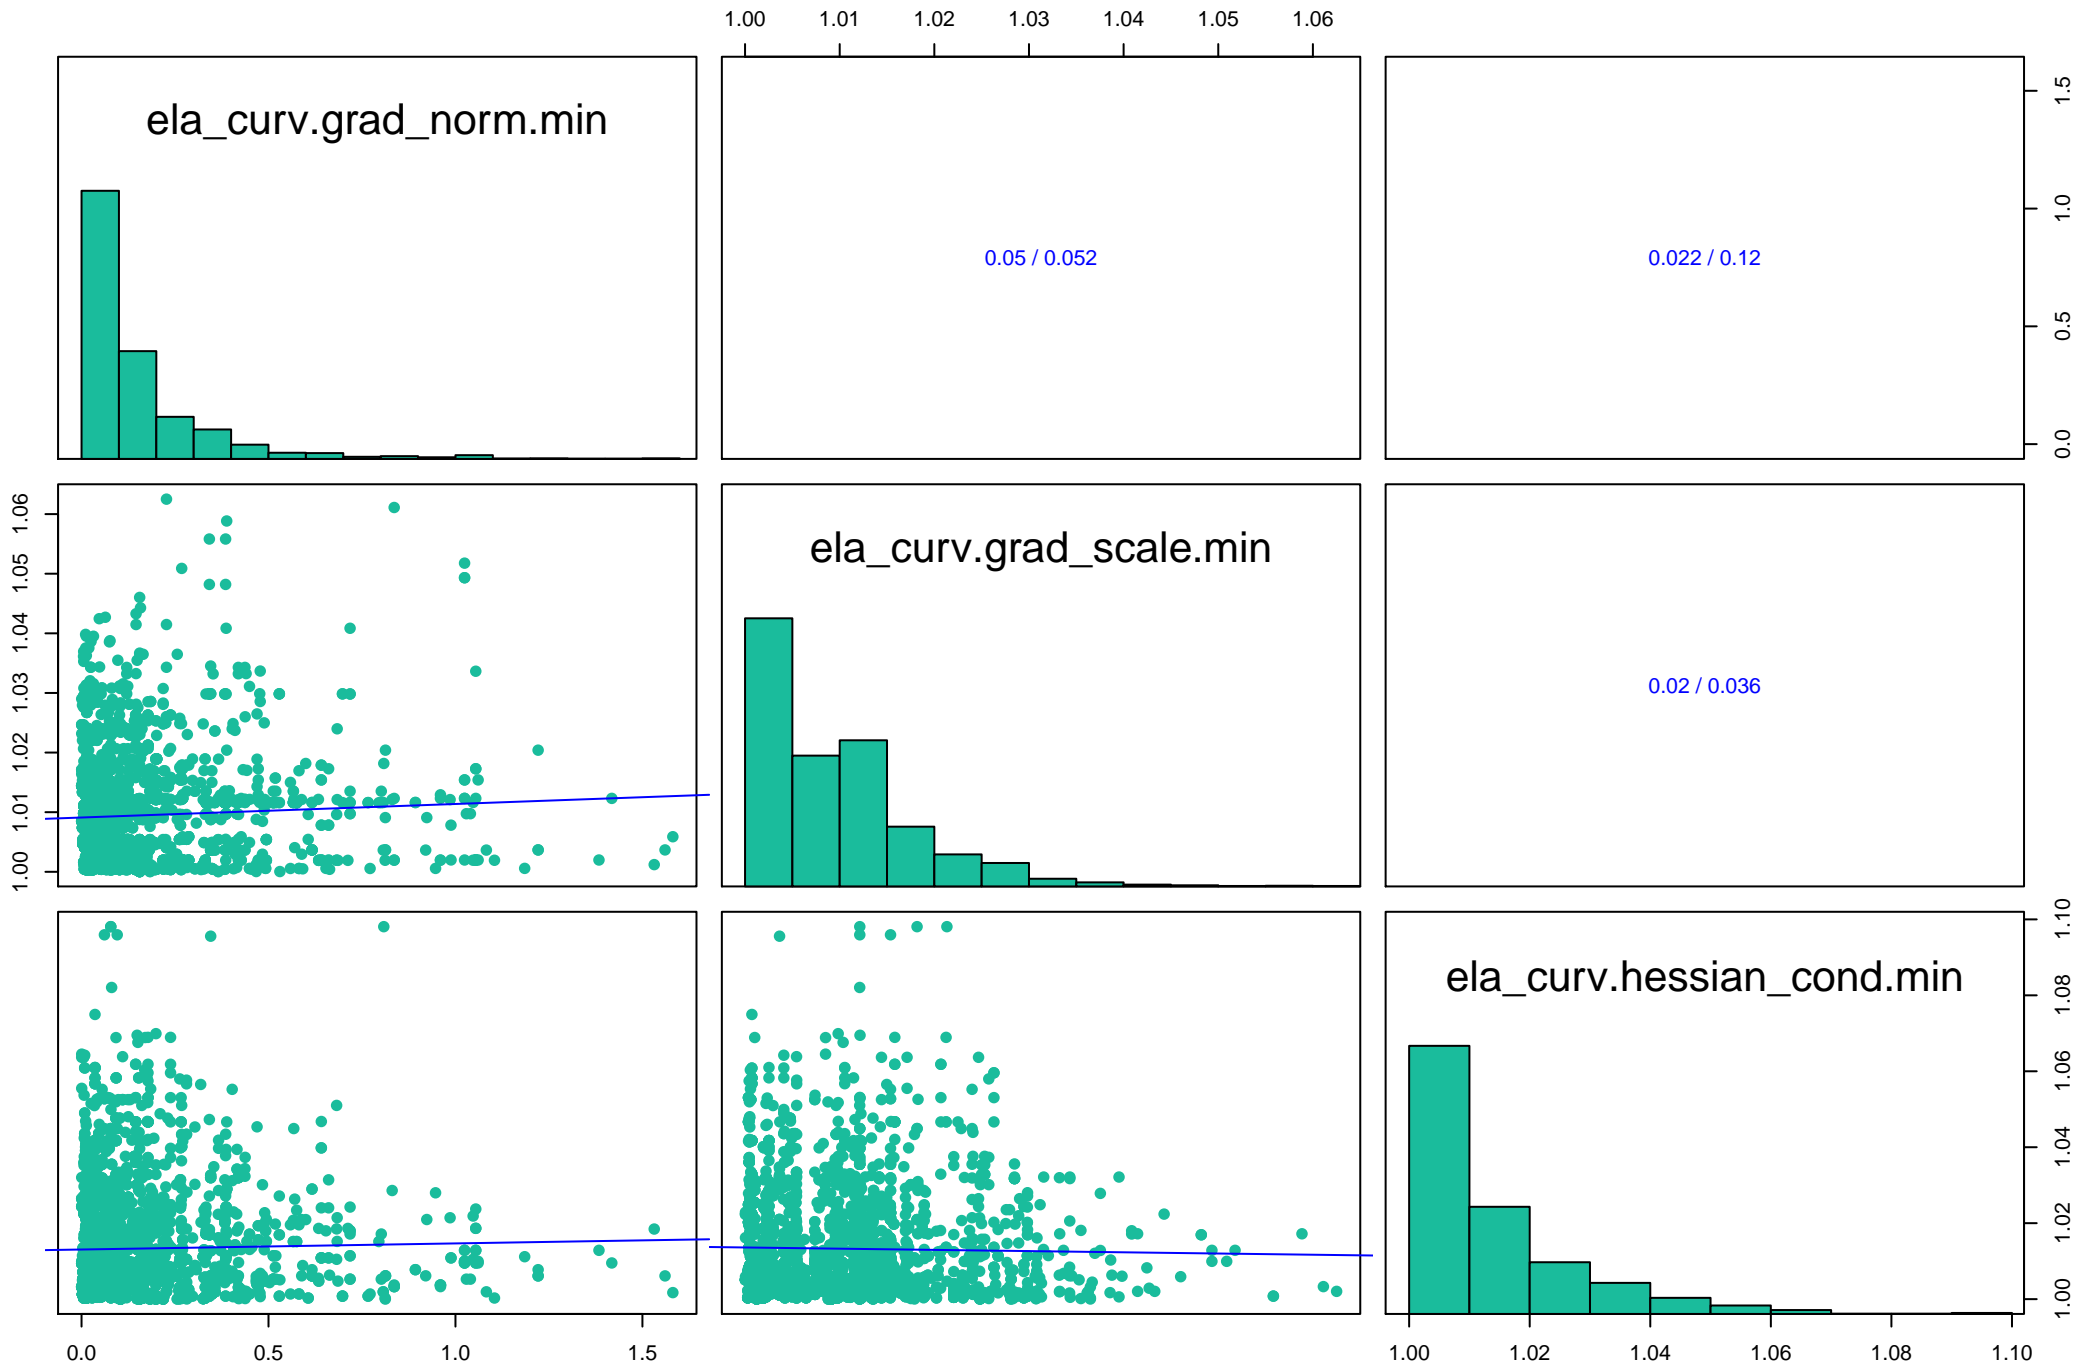 1.00 1.01 1.02 1.03 1.04 1.05 1.06
ela_curv.grad_norm.min
0.05 / 0.052
0.022 / 0.12
0.0 0.5 1.0 1.5
1.00 1.01 1.02 1.03 1.04 1.05 1.06
ela_curv.grad_scale.min
0.02 / 0.036
ela_curv.hessian_cond.min
1.00 1.02 1.04 1.06 1.08 1.10
0.0 0.5 1.0 1.5
1.00 1.02 1.04 1.06 1.08 1.10